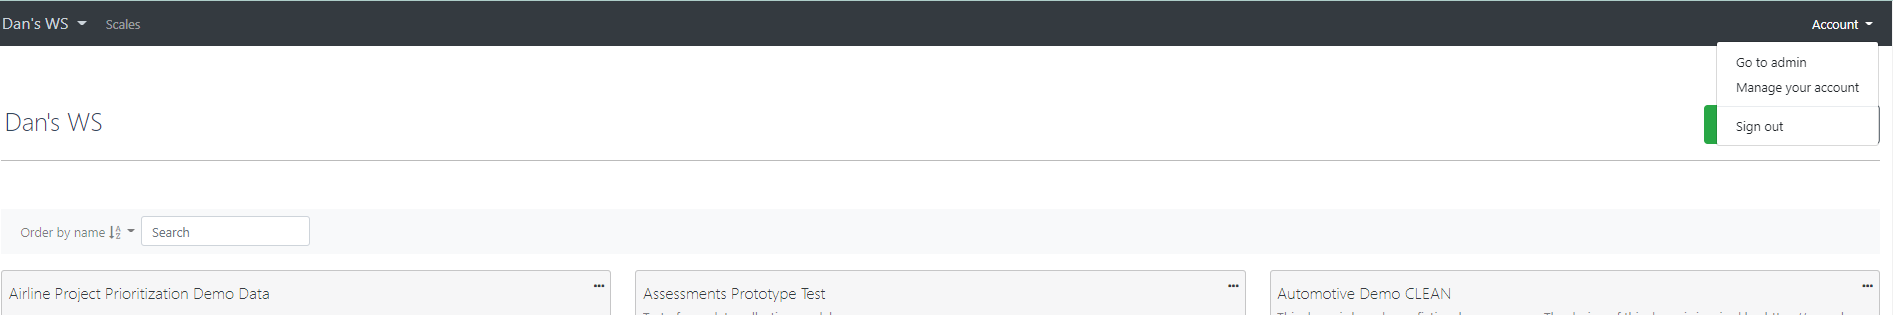 Dan's WS Scales Account
Go to admin
Manage your account
Dan's WS
Sign out
Order by name Search
Airline Project Prioritization Demo Data
Assessments Prototype Test
Automotive Demo CLEAN